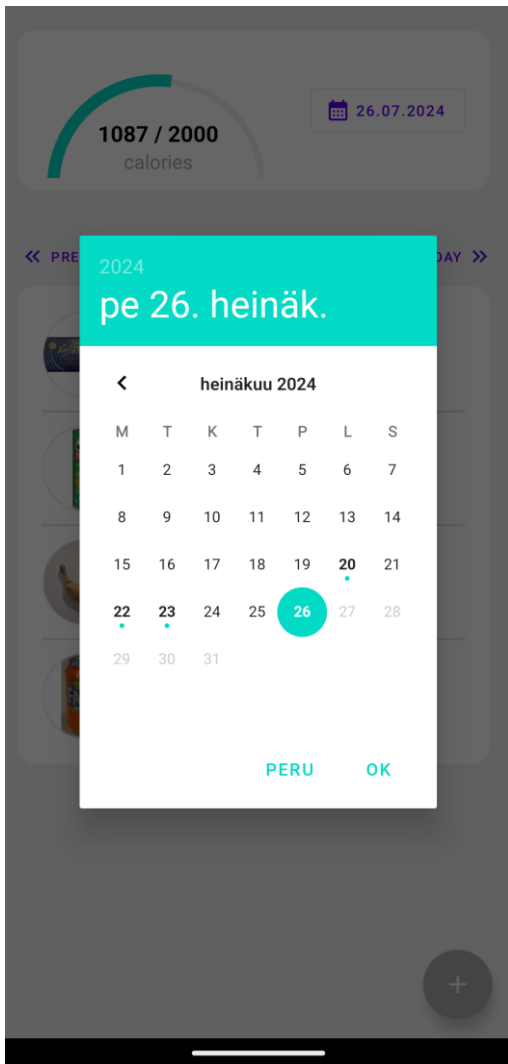 1087 / 2000
calories
26.07.2024
PRE
DAY
2024
pe 26. heinäk.
heinäkuu 2024
M T K T P L S
1 2 3 4 5 6 7
8 9 10 11 12 13 14
15 16 17 18 19 20 21
22 23 24 25 26 27 28
29 30 31
PERU OK